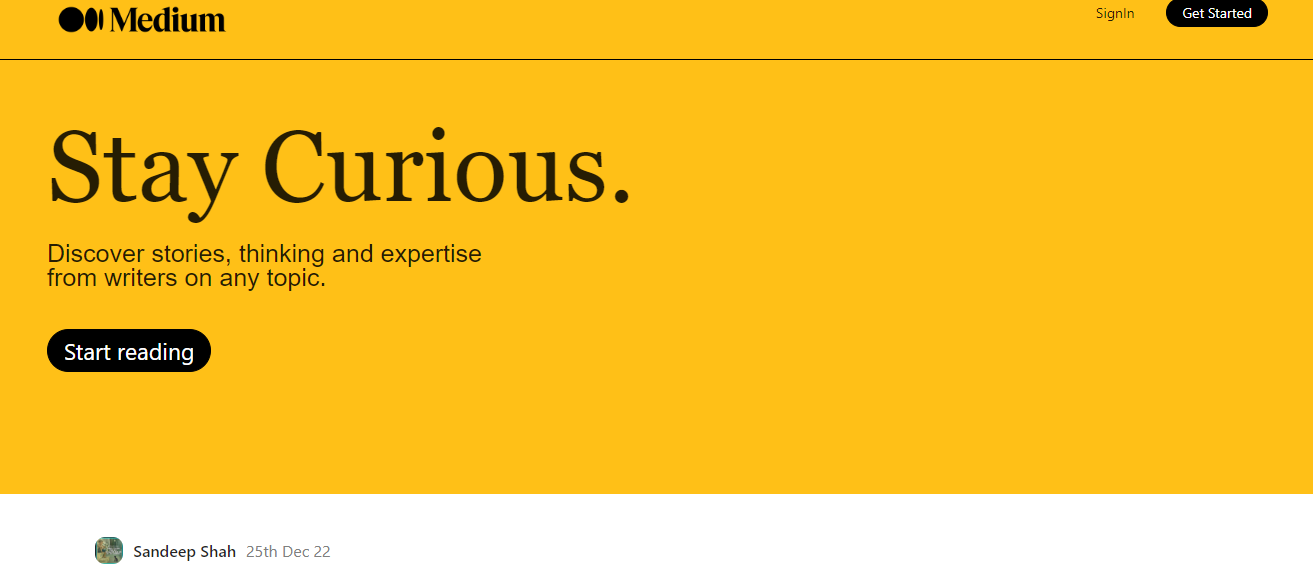 Medium
SignIn
Get Started
Stay Curious.
Discover stories, thinking and expertise
from writers on any topic.
Start reading
Sandeep Shah 25th Dec 22